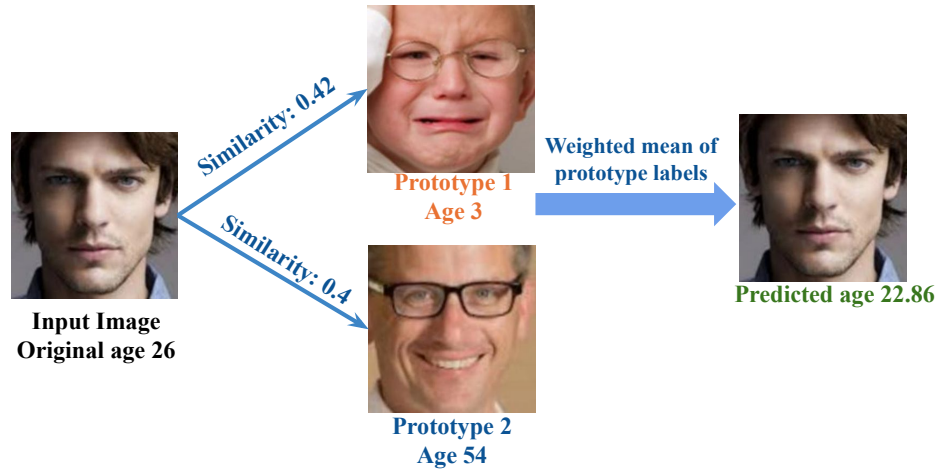 Similarity: 0.42
Input Image
Original age 26
Prototype 1
Age 3
Similarity: 0.4
Prototype 2
Age 54
Weighted mean of
prototype labels
Predicted age 22.86